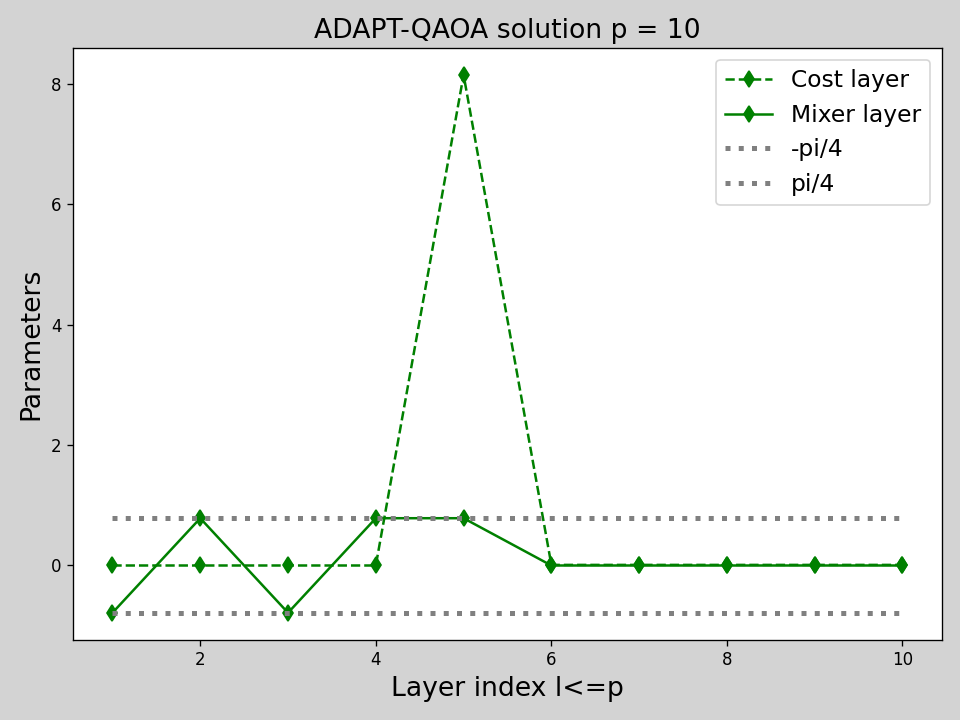 ADAPT-QAOA solution p = 10
Cost layer
Mixer layer
-pi/4
pi/4
Parameters
8
6
4
2
0
2
4
6
8
10
Layer index l<=p